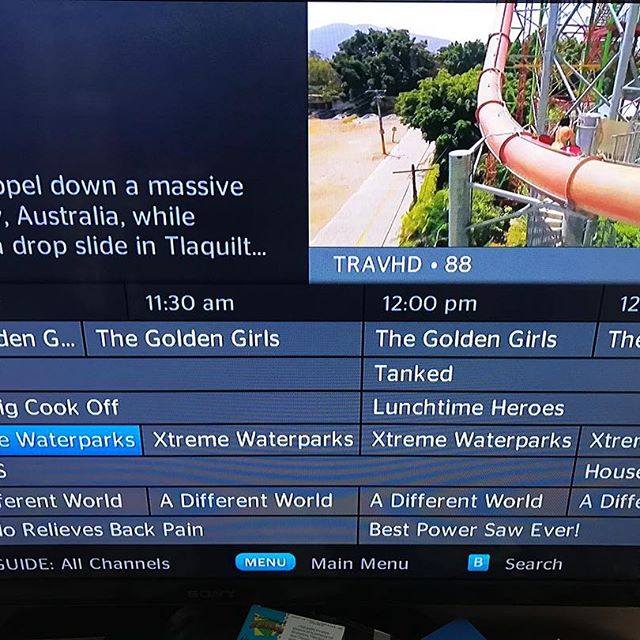 ppel down a massive
, Australia, while
drop slide in Tlaquilt...
TRAVHD • 88
11:30 am
12:00 pm
12
den G...
The Golden Girls
The Golden Girls
The
Tanked
ig Cook Off
Lunchtime Heroes
e Waterparks
Xtreme Waterparks
Xtreme Waterparks
Xtrer
S
House
ferent World
A Different World
A Different World
A Diffe
o Relieves Back Pain
Best Power Saw Ever!
GUIDE: All Channels
MENU
Main Menu
B
Search
SONY